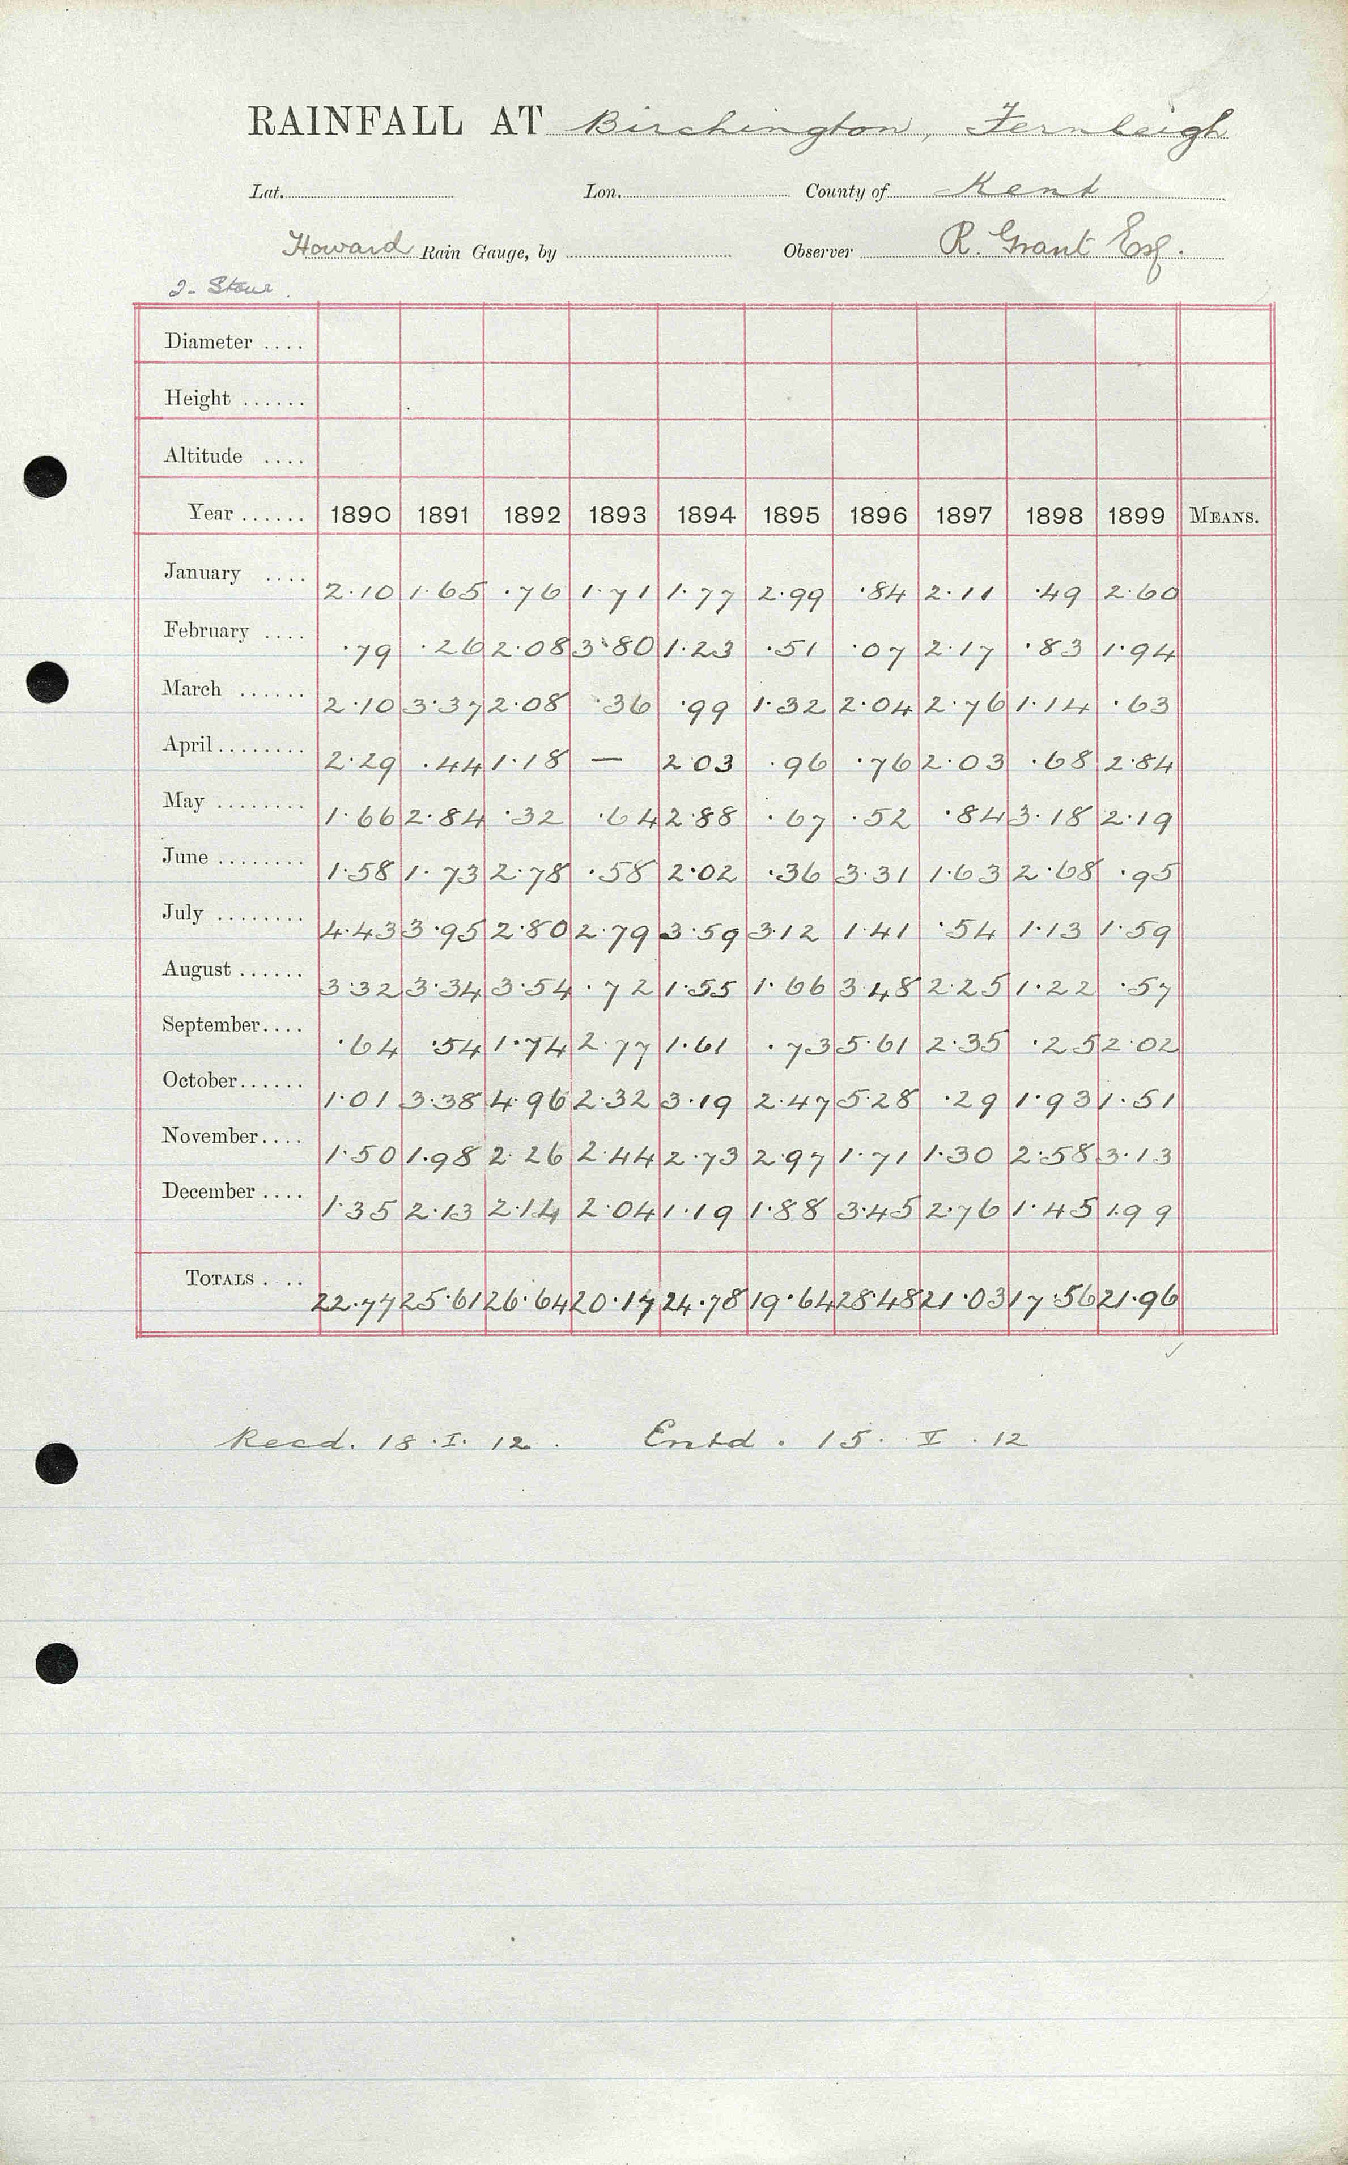 RAINFALL AT Birchington, Fernleigh
Lat. Lon. County of Kent
Howard Rain Gauge, by Observer R. Grant Esq.
2. Stour.
Diameter ....
Height ......
Altitude ....
Year ...... 1890 1891 1892 1893 1894 1895 1896 1897 1898 1899 MEANS.
January .... 2.10 1.65 .76 1.71 1.77 2.99 .84 2.11 .49 2.60
February .... .79 .26 2.08 3.80 1.23 .51 .07 2.17 .83 1.94
March ...... 2.10 3.37 2.08 .36 .99 1.32 2.04 2.76 1.14 .63
April ........ 2.29 .44 1.18 — 2.03 .96 .76 2.03 .68 2.84
May ........ 1.66 2.84 .32 .64 2.88 .67 .52 .84 3.18 2.19
June ........ 1.58 1.73 2.78 .58 2.02 .36 3.31 1.63 2.68 .95
July ........ 4.43 3.95 2.80 2.79 3.59 3.12 1.41 .54 1.13 1.59
August ...... 3.32 3.34 3.54 .72 1.55 1.66 3.48 2.25 1.22 .57
September.... .64 .54 1.74 2.77 1.61 .73 5.61 2.35 .25 2.02
October...... 1.01 3.38 4.96 2.32 3.19 2.47 5.28 .29 1.93 1.51
November.... 1.50 1.98 2.26 2.44 2.73 2.97 1.71 1.30 2.58 3.13
December .... 1.35 2.13 2.14 2.04 1.19 1.88 3.45 2.76 1.45 1.99
TOTALS . .. 22.77 25.61 26.64 20.17 24.78 19.64 28.48 21.03 17.56 21.96
Recd. 18.I.12. Entd. 15. V. 12